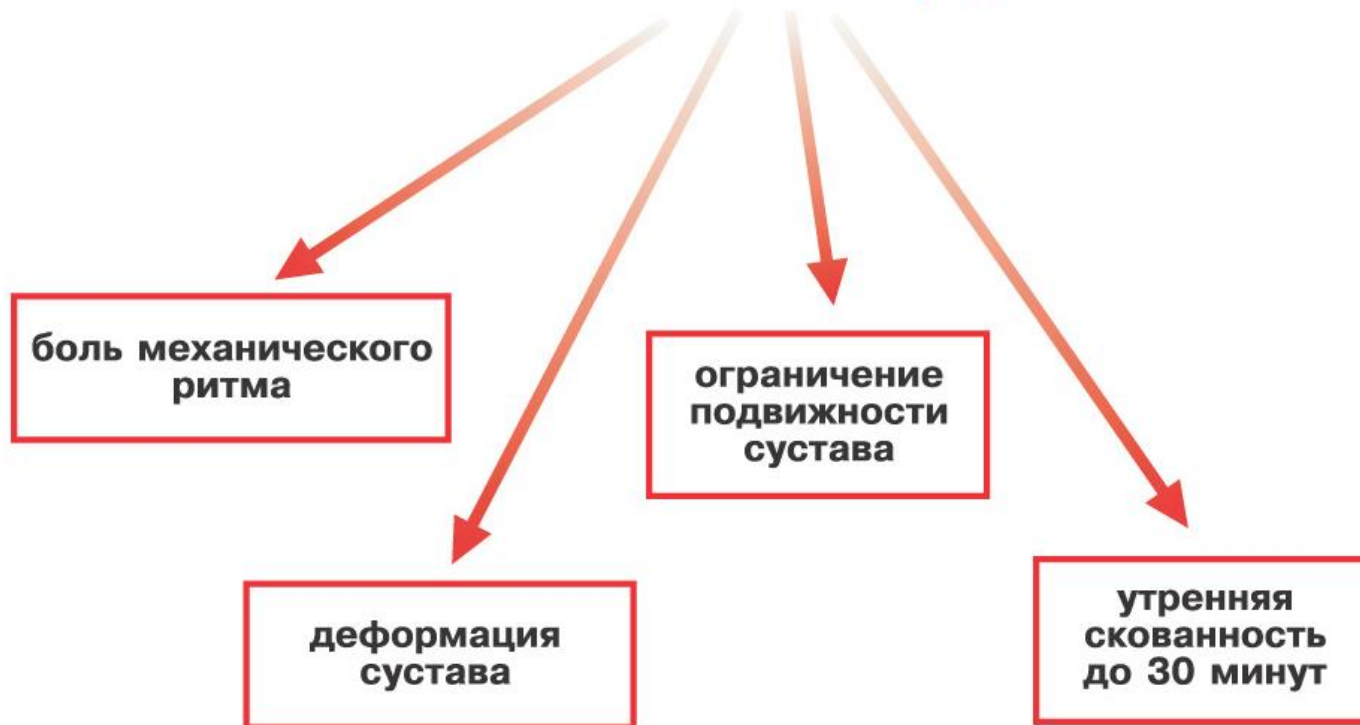 боль механического
ритма
ограничение
подвижности
сустава
деформация
сустава
утренняя
скованность
до 30 минут